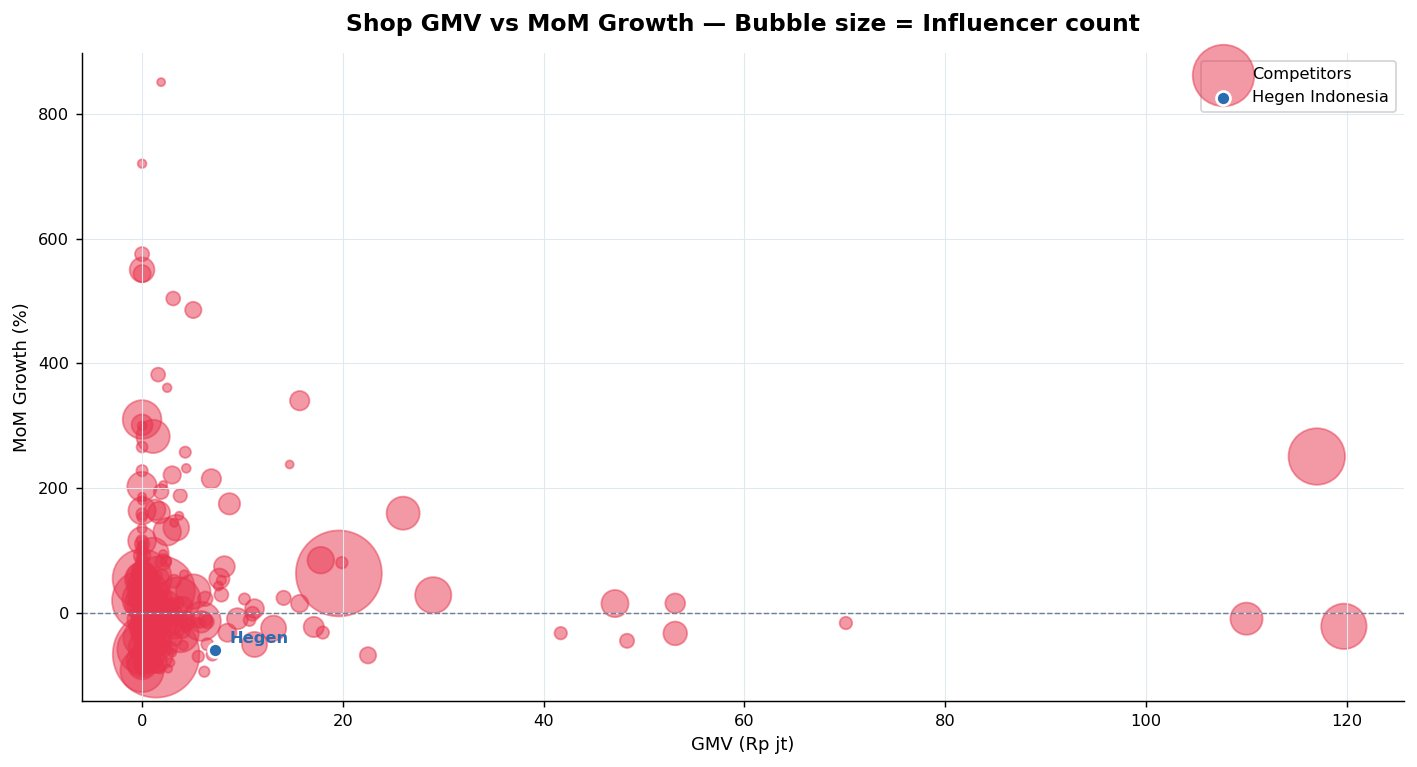 Shop GMV vs MoM Growth — Bubble size = Influencer count
Competitors
Hegen Indonesia
MoM Growth (%)
800
600
400
200
0
Hegen
0 20 40 60 80 100 120
GMV (Rp jt)